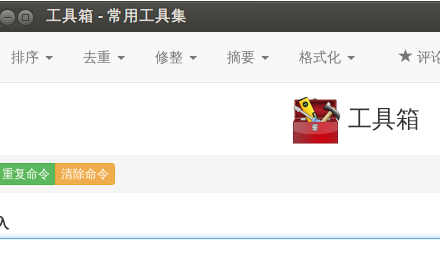 工具箱 - 常用工具集
排序 去重 修整 摘要 格式化 ★ 评论
工具箱
重复命令 清除命令
入